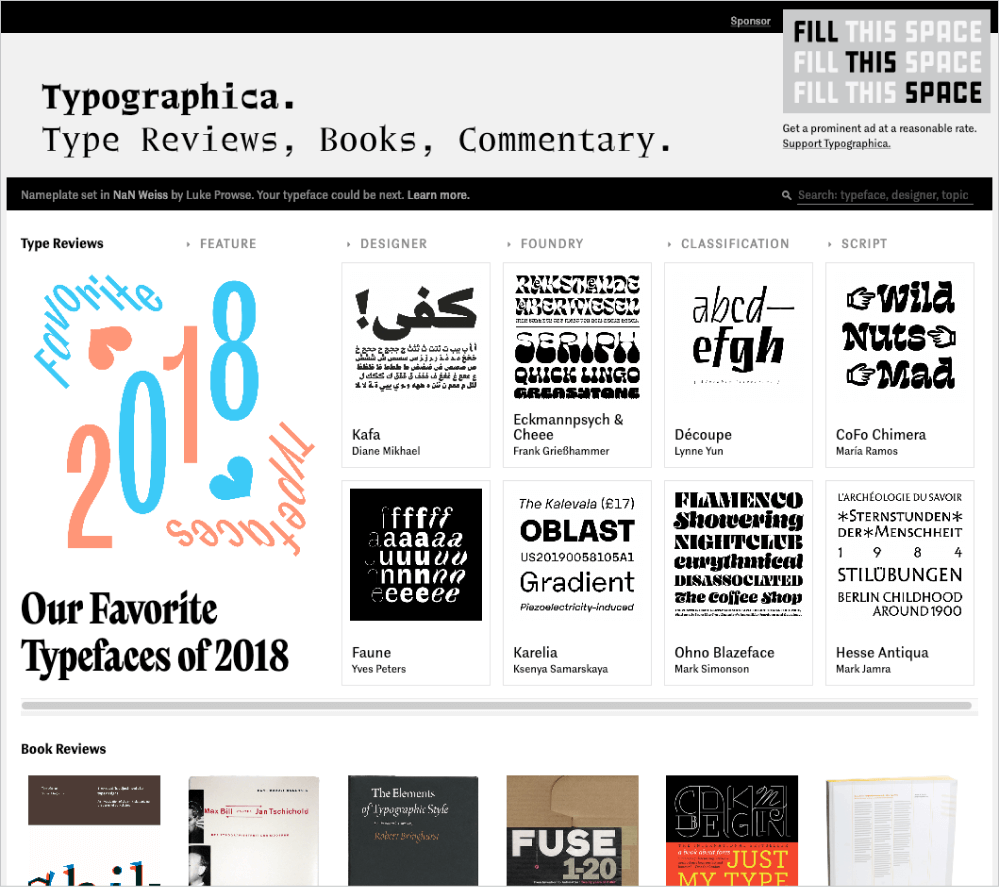 Sponsor
FILL THIS SPACE
FILL THIS SPACE
FILL THIS SPACE
Typographica.
Type Reviews, Books, Commentary.
Get a prominent ad at a reasonable rate.
Support Typographica.
Nameplate set in NaN Weiss by Luke Prowse. Your typeface could be next. Learn more.
Search: typeface, designer, topic
Type Reviews
FEATURE
DESIGNER
FOUNDRY
CLASSIFICATION
SCRIPT
Favorite
2018
Typefaces
Our Favorite
Typefaces of 2018
كفى!
Kafa
Diane Mikhael
RAKSTENDE
ABERWIESEN
SCRIPT
QUICK LINGO
GREASYTONE
Eckmannpsych &
Cheee
Frank Grießhammer
abcd—
efgh
Découpe
Lynne Yun
Wild
Nuts
Mad
CoFo Chimera
María Ramos
ffffff
aaaaaa
uuuuuu
nnnnnn
eeeeee
Faune
Yves Peters
The Kalevala (£17)
OBLAST
US20190058105A1
Gradient
Piezoelectricity-induced
Karelia
Ksenya Samarskaya
FLAMENCO
Showering
NIGHTCLUB
eurythmical
DISASSOCIATED
The Coffee Shop
Ohno Blazeface
Mark Simonson
L'ARCHÉOLOGIE DU SAVOIR
*STERNSTUNDEN*
DER*MENSCHHEIT
1 9 8 4
STILÜBUNGEN
BERLIN CHILDHOOD
AROUND 1900
Hesse Antiqua
Mark Jamra
Book Reviews
Max Bill
Jan Tschichold
The Elements
of Typographic Style
Robert Bringhurst
FUSE
1-20
a Book about fonts
JUST
MY TYPE